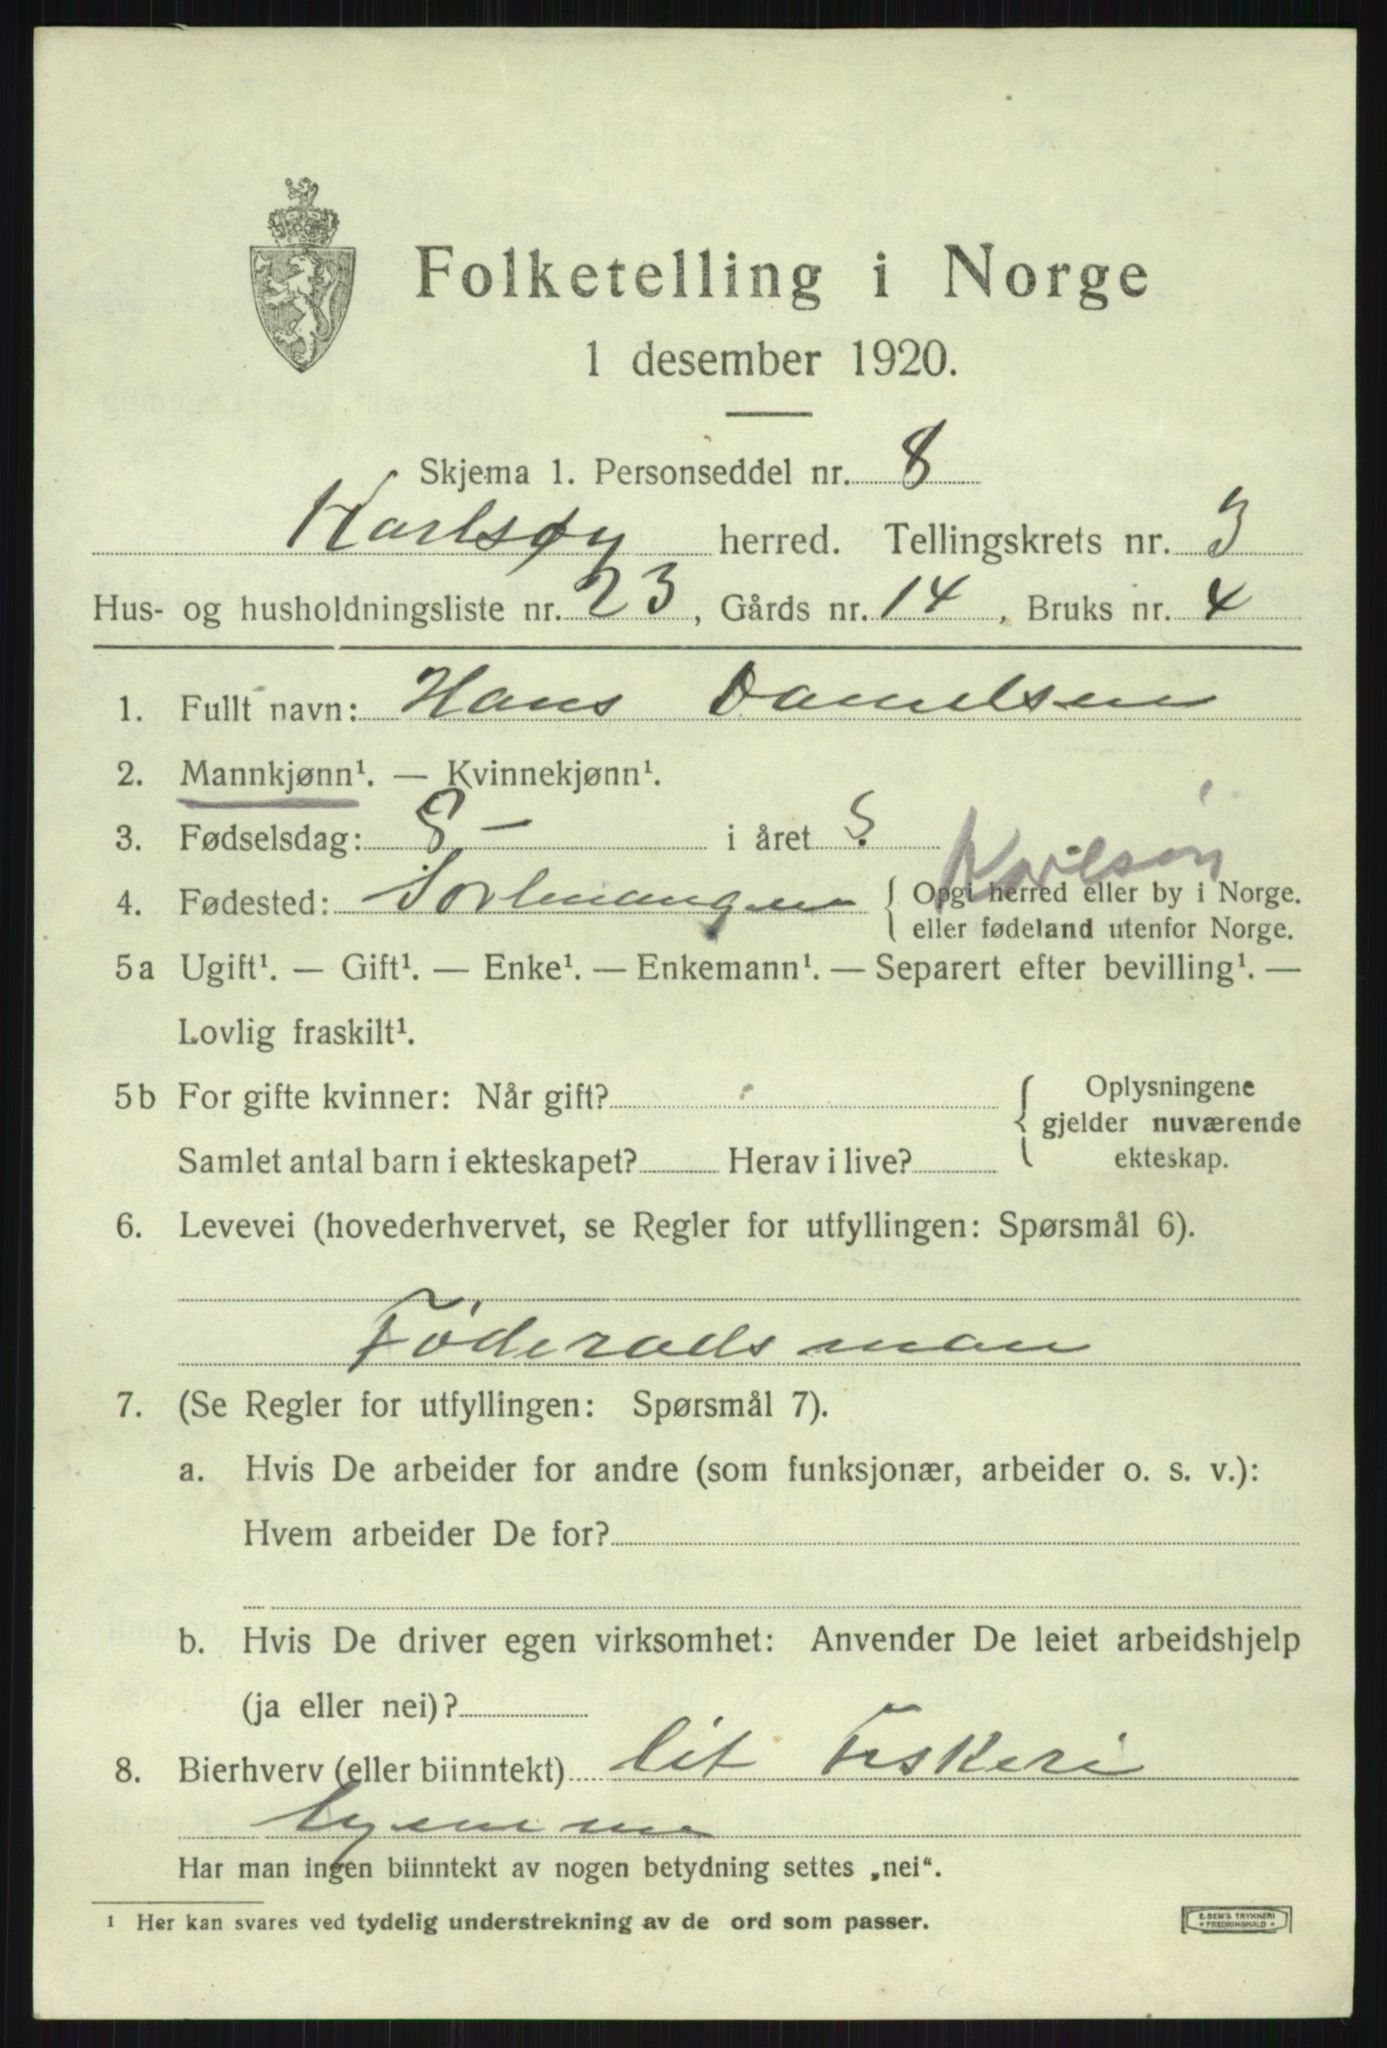 Folketelling i Norge
1 desember 1920.
Skjema 1. Personseddel nr. 8
Karlsøy herred. Tellingskrets nr. 3
Hus- og husholdningsliste nr. 23, Gårds nr. 14, Bruks nr. 4
1. Fullt navn: Hans Danielsen
2. Mannkjønn¹. — Kvinnekjønn¹.
3. Fødselsdag: 8 — i året
Karlsøy
4. Fødested: { Opgi herred eller by i Norge.
eller fødeland utenfor Norge.
5a Ugift¹. — Gift¹. — Enke¹. — Enkemann¹. — Separert efter bevilling¹. —
Lovlig fraskilt¹.
5b For gifte kvinner: Når gift? { Oplysningene
gjelder nuværende
Samlet antal barn i ekteskapet? Herav i live? ekteskap.
6. Levevei (hovederhvervet, se Regler for utfyllingen: Spørsmål 6).
Føderadsman
7. (Se Regler for utfyllingen: Spørsmål 7).
a. Hvis De arbeider for andre (som funksjonær, arbeider o. s. v.):
Hvem arbeider De for?
b. Hvis De driver egen virksomhet: Anvender De leiet arbeidshjelp
(ja eller nei)?
8. Bierhverv (eller biinntekt) lit Fiskeri
hjemme
Har man ingen biinntekt av nogen betydning settes „nei“.
¹ Her kan svares ved tydelig understrekning av de ord som passer.
E. SEM'S TRYKKERI
FREDRIKSHALD